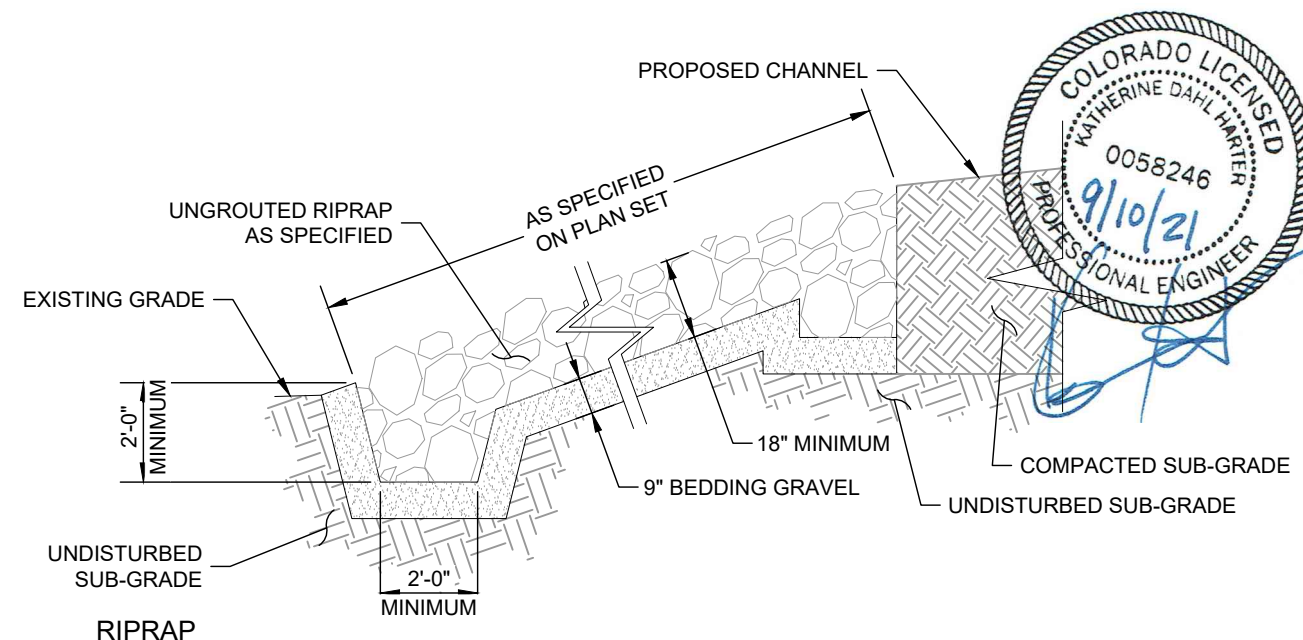 PROPOSED CHANNEL
COLORADO LICENSED
KATHERINE DAHL HARTER
0058246
9/10/21
PROFESSIONAL ENGINEER
AS SPECIFIED
ON PLAN SET
UNGROUTED RIPRAP
AS SPECIFIED
EXISTING GRADE
2'-0"
MINIMUM
18" MINIMUM
COMPACTED SUB-GRADE
9" BEDDING GRAVEL
UNDISTURBED SUB-GRADE
UNDISTURBED
SUB-GRADE
2'-0"
MINIMUM
RIPRAP